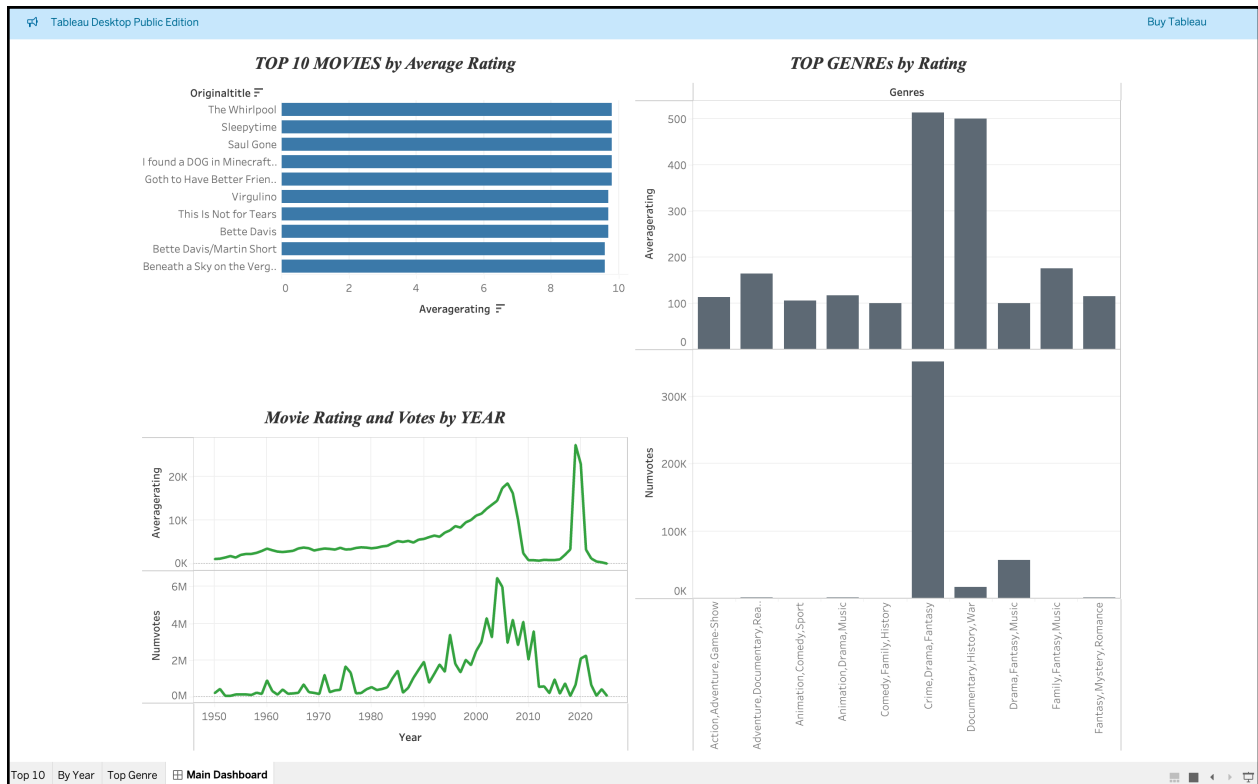 Tableau Desktop Public Edition
Buy Tableau
TOP 10 MOVIES by Average Rating
Originaltitle
The Whirlpool
Sleepytime
Saul Gone
I found a DOG in Minecraft..
Goth to Have Better Frien..
Virgulino
This Is Not for Tears
Bette Davis
Bette Davis/Martin Short
Beneath a Sky on the Verg..
0 2 4 6 8 10
Averagerating
TOP GENREs by Rating
Genres
500
400
300
200
100
0
Averagerating
300K
200K
100K
0K
Numvotes
Action,Adventure,Game-Show
Adventure,Documentary,Rea..
Animation,Comedy,Sport
Animation,Drama,Music
Comedy,Family,History
Crime,Drama,Fantasy
Documentary,History,War
Drama,Fantasy,Music
Family,Fantasy,Music
Fantasy,Mystery,Romance
Movie Rating and Votes by YEAR
20K
10K
0K
Averagerating
6M
4M
2M
0M
Numvotes
1950 1960 1970 1980 1990 2000 2010 2020
Year
Top 10 By Year Top Genre Main Dashboard